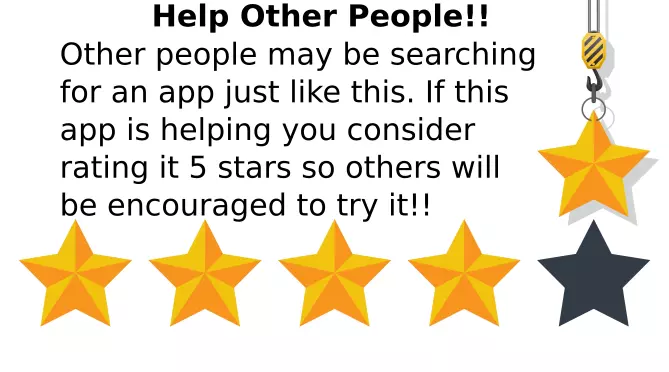 Help Other People!!
Other people may be searching
for an app just like this. If this
app is helping you consider
rating it 5 stars so others will
be encouraged to try it!!